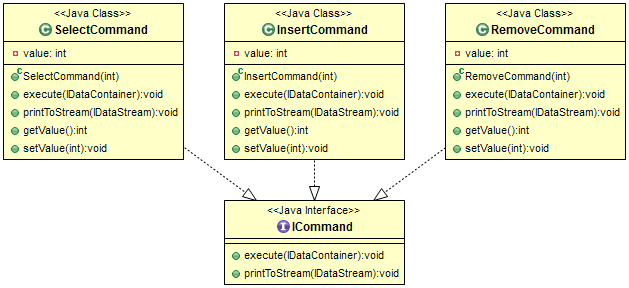 <<Java Class>>
SelectCommand
value: int
SelectCommand(int)
execute(IDataContainer):void
printToStream(IDataStream):void
getValue():int
setValue(int):void
<<Java Class>>
InsertCommand
value: int
InsertCommand(int)
execute(IDataContainer):void
printToStream(IDataStream):void
getValue():int
setValue(int):void
<<Java Class>>
RemoveCommand
value: int
RemoveCommand(int)
execute(IDataContainer):void
printToStream(IDataStream):void
getValue():int
setValue(int):void
<<Java Interface>>
ICommand
execute(IDataContainer):void
printToStream(IDataStream):void